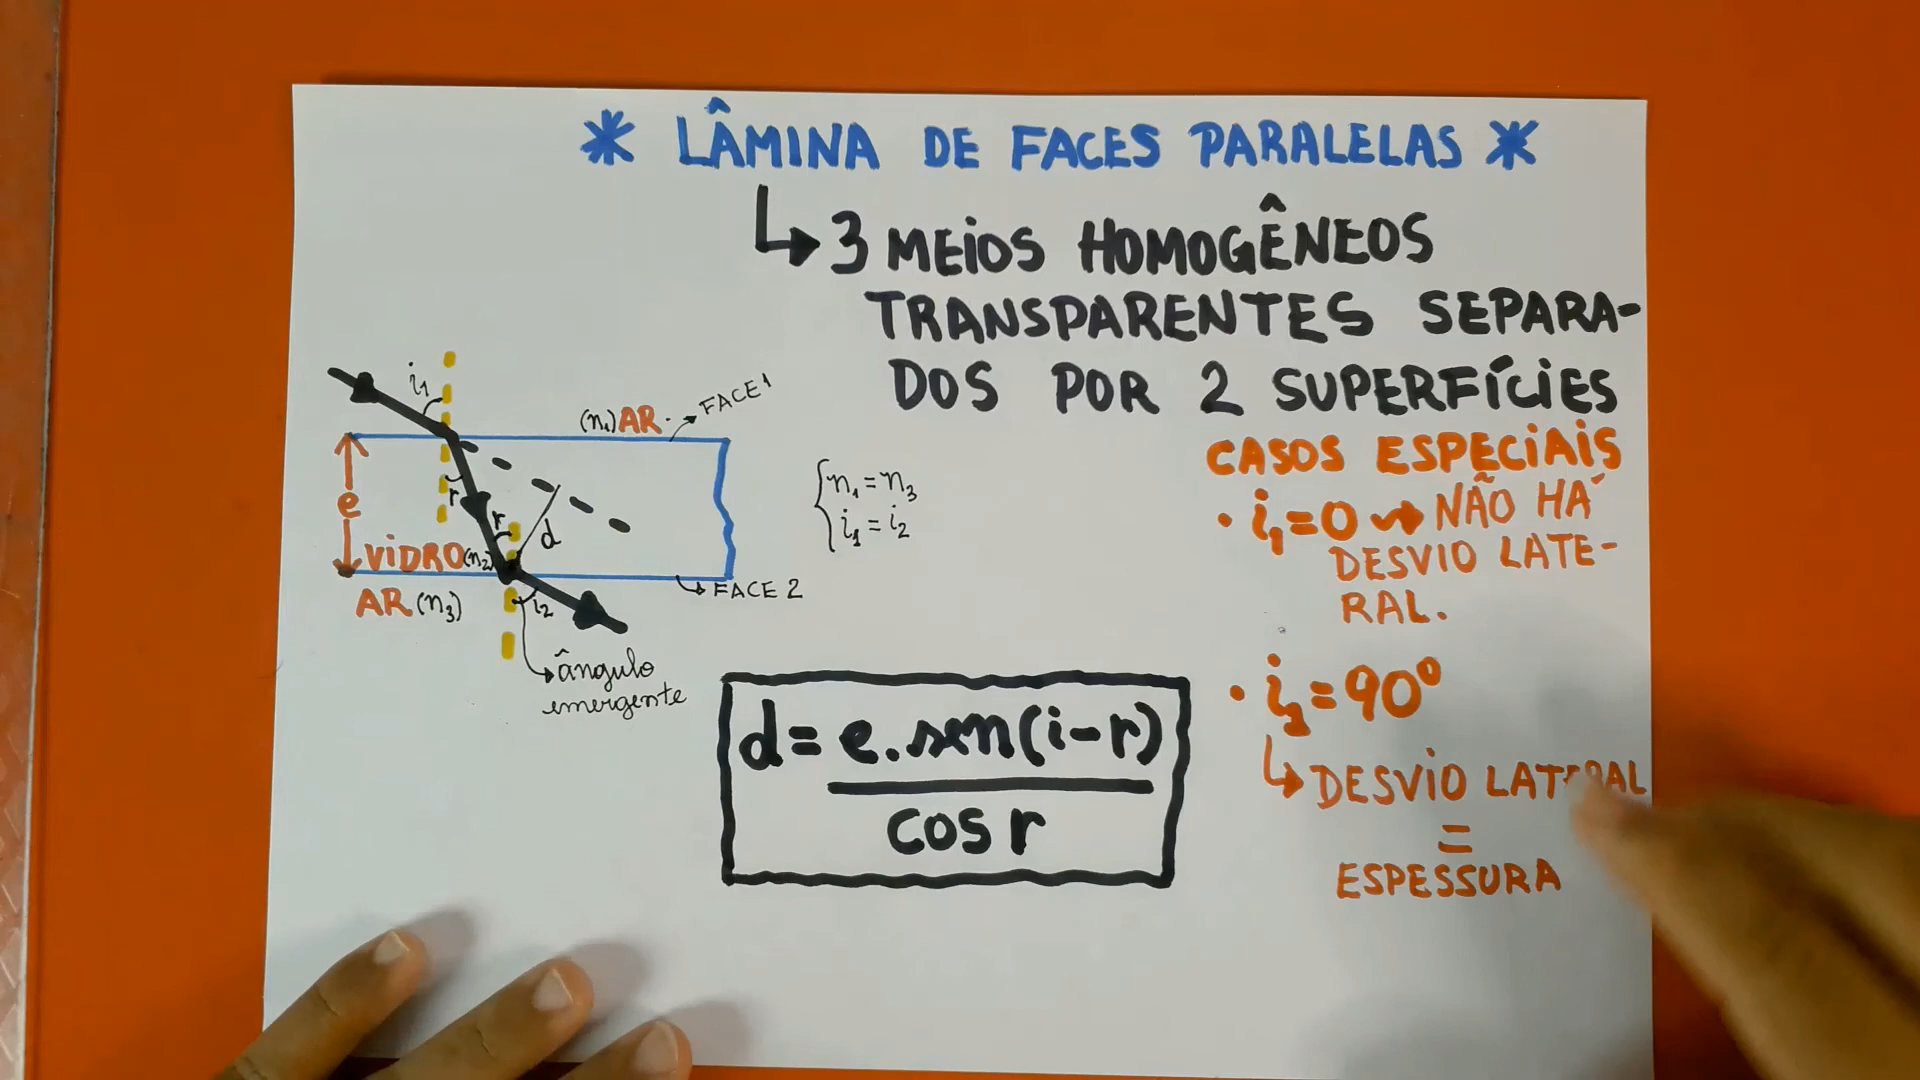 * LÂMINA DE FACES PARALELAS *
↳ 3 MEIOS HOMOGÊNEOS
TRANSPARENTES SEPARA-
DOS POR 2 SUPERFÍCIES
i₁
(n₁) AR
FACE 1
e
r
r
d
VIDRO (n₂)
AR (n₃)
FACE 2
i₂
ângulo
emergente
n₁ = n₃
i₁ = i₂
d = e.sen(i-r)
cos r
CASOS ESPECIAIS
• i₁=0 → NÃO HÁ
DESVIO LATE-
RAL.
• i₁=90°
↳ DESVIO LATERAL
=
ESPESSURA